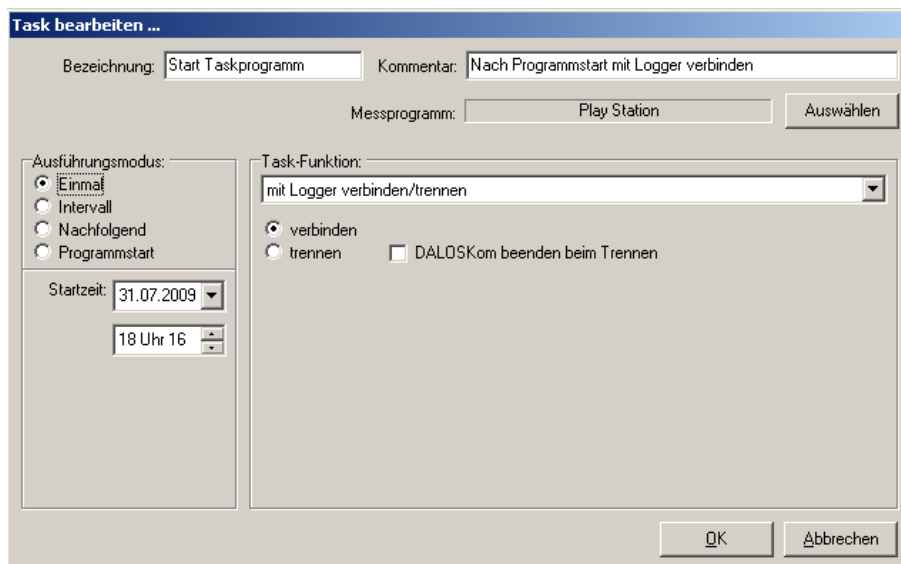 Task bearbeiten ...
Bezeichnung: Start Taskprogramm Kommentar: Nach Programmstart mit Logger verbinden
Messprogramm: Play Station Auswählen
Ausführungsmodus:
Einmal
Intervall
Nachfolgend
Programmstart
Startzeit: 31.07.2009
18 Uhr 16
Task-Funktion:
mit Logger verbinden/trennen
verbinden
trennen DALOSKom beenden beim Trennen
OK Abbrechen